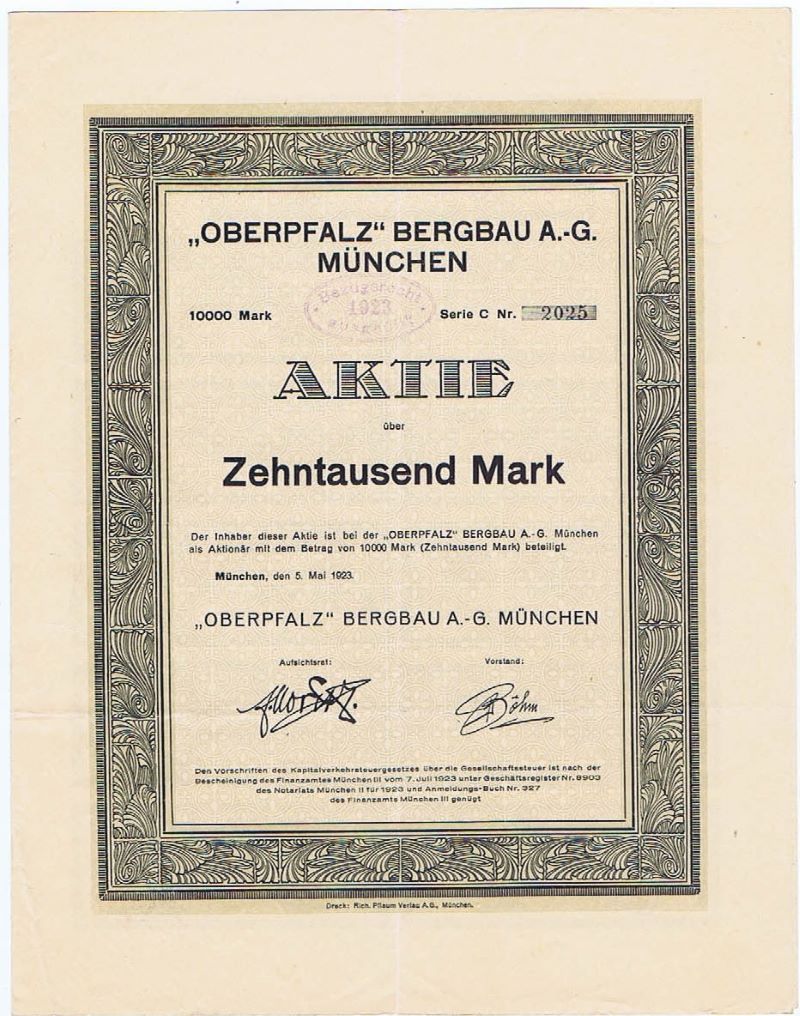 „OBERPFALZ“ BERGBAU A.-G.
MÜNCHEN
Bezugsrecht
1923
10000 Mark
Serie C Nr. 2025
AKTIE
über
Zehntausend Mark
Der Inhaber dieser Aktie ist bei der „OBERPFALZ“ BERGBAU A.-G. München
als Aktionär mit dem Betrag von 10000 Mark (Zehntausend Mark) beteiligt.
München, den 5. Mai 1923.
„OBERPFALZ“ BERGBAU A.-G. MÜNCHEN
Aufsichtsrat:
Vorstand:
Böhm
Den Vorschriften des Kapitalverkehrsteuergesetzes über die Gesellschaftssteuer ist nach der
Bescheinigung des Finanzamtes München III vom 7. Juli 1923 unter Geschäftsregister Nr. 8903
des Notariats München II für 1923 und Anmeldungs-Buch Nr. 327
des Finanzamts München III genügt
Druck: Rich. Pflaum Verlag A.G., München.